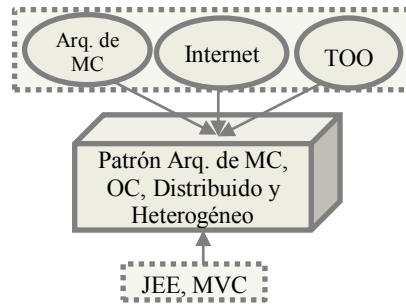 Arq. de
MC
Internet
TOO
Patrón Arq. de MC,
OC, Distribuido y
Heterogéneo
JEE, MVC